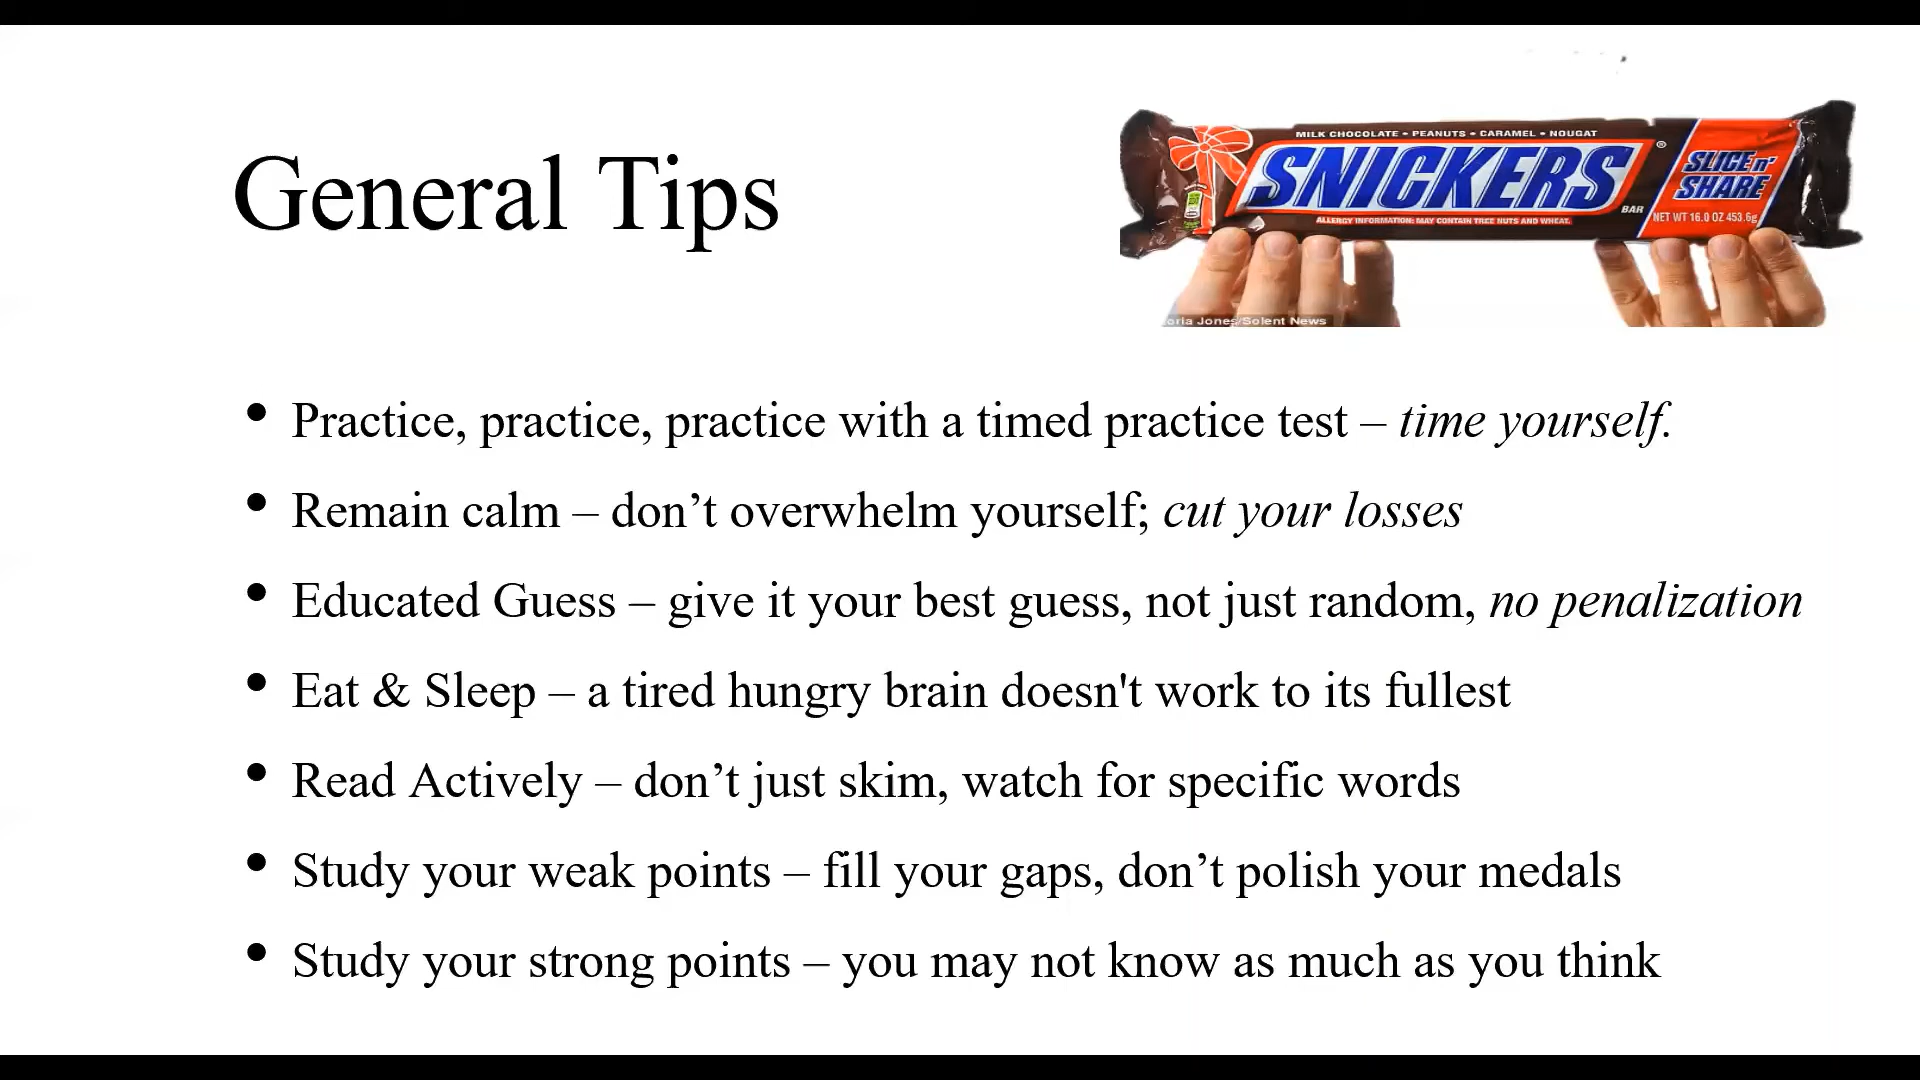 General Tips
MILK CHOCOLATE • PEANUTS • CARAMEL • NOUGAT
SNICKERS®
BAR
SLICE n'
SHARE
NET WT 16.0 OZ 453.6g
ALLERGY INFORMATION: MAY CONTAIN TREE NUTS AND WHEAT.
oria Jones/Solent News
• Practice, practice, practice with a timed practice test – time yourself.
• Remain calm – don’t overwhelm yourself; cut your losses
• Educated Guess – give it your best guess, not just random, no penalization
• Eat & Sleep – a tired hungry brain doesn't work to its fullest
• Read Actively – don’t just skim, watch for specific words
• Study your weak points – fill your gaps, don’t polish your medals
• Study your strong points – you may not know as much as you think